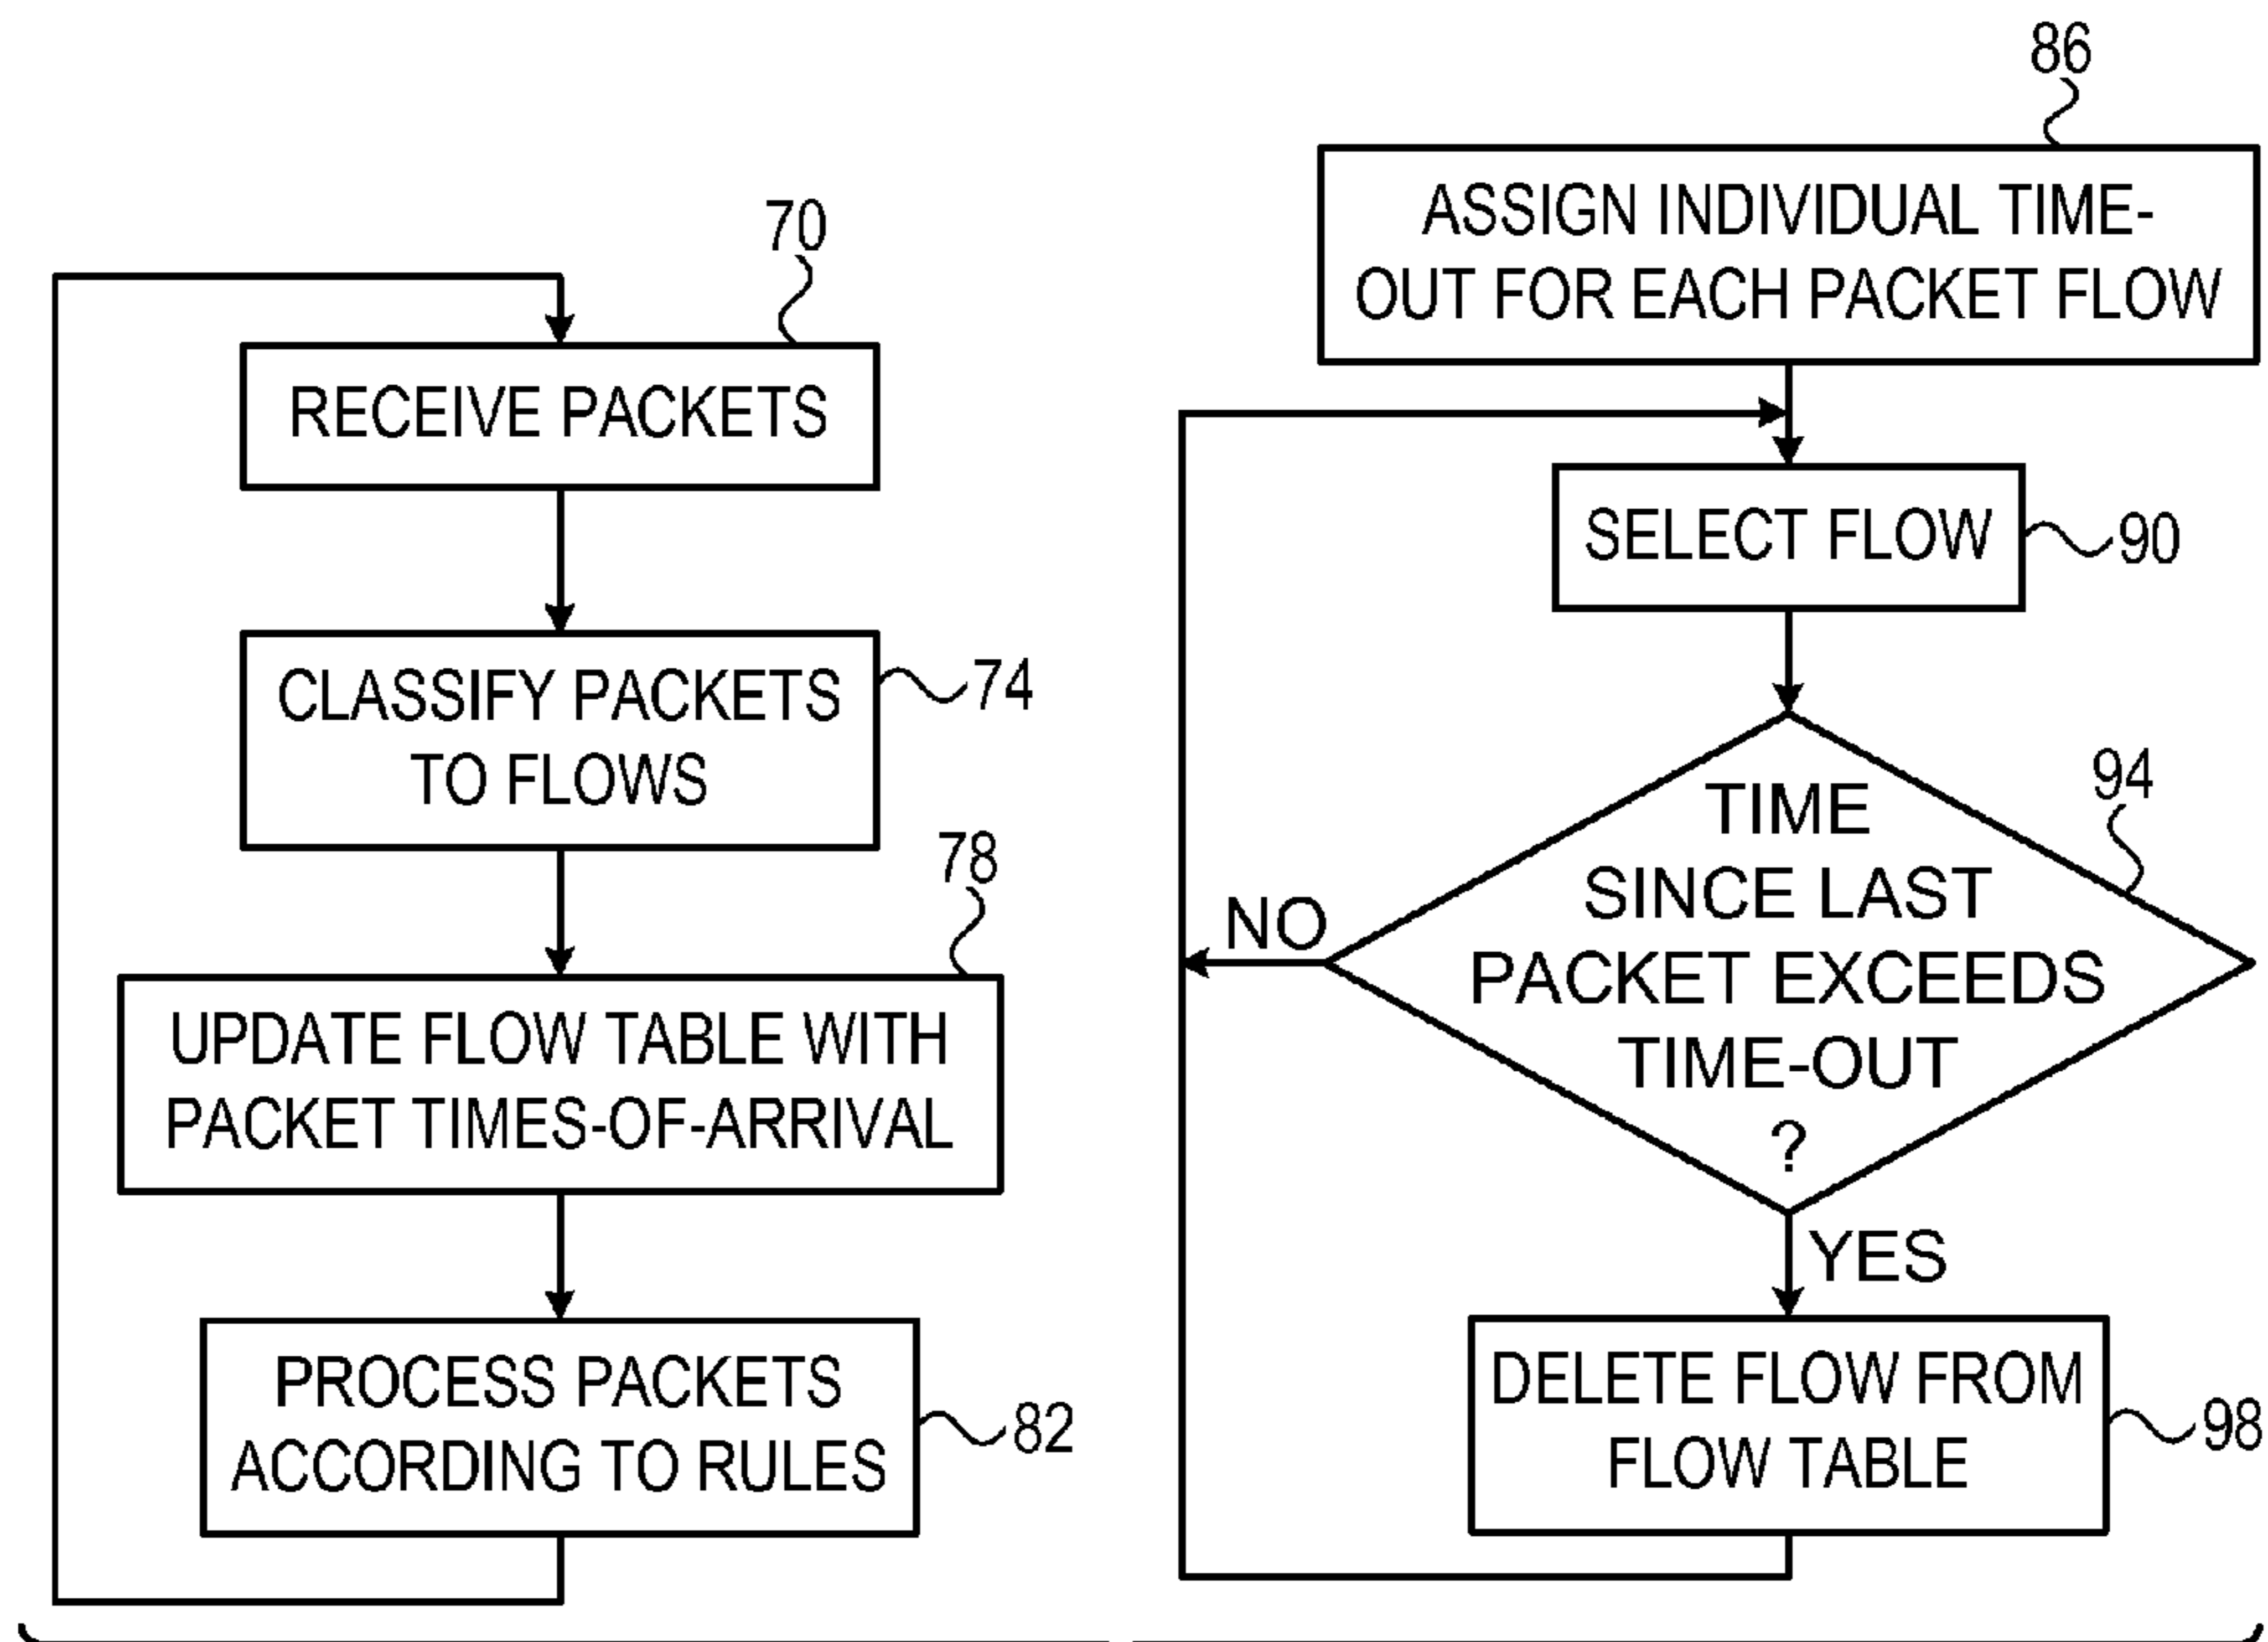 70
RECEIVE PACKETS
CLASSIFY PACKETS
TO FLOWS
74
78
UPDATE FLOW TABLE WITH
PACKET TIMES-OF-ARRIVAL
PROCESS PACKETS
ACCORDING TO RULES
82
86
ASSIGN INDIVIDUAL TIME-
OUT FOR EACH PACKET FLOW
SELECT FLOW
90
94
TIME
SINCE LAST
PACKET EXCEEDS
TIME-OUT
?
NO
YES
DELETE FLOW FROM
FLOW TABLE
98